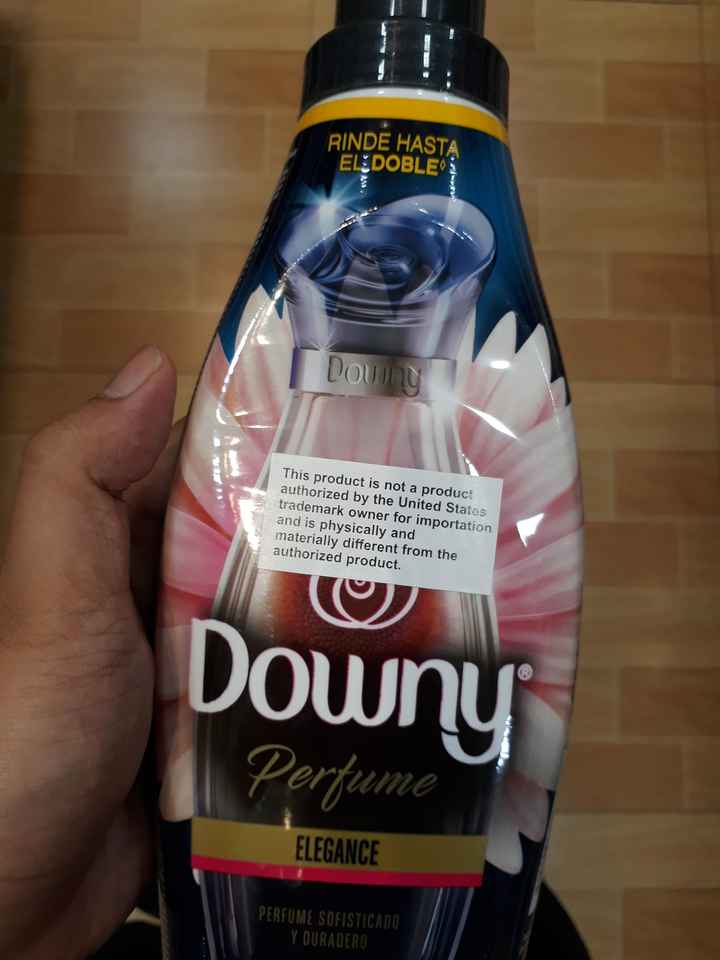 RINDE HASTA
EL DOBLE◊
Downy
This product is not a product
authorized by the United States
trademark owner for importation
and is physically and
materially different from the
authorized product.
Downy®
Perfume
ELEGANCE
PERFUME SOFISTICADO
Y DURADERO